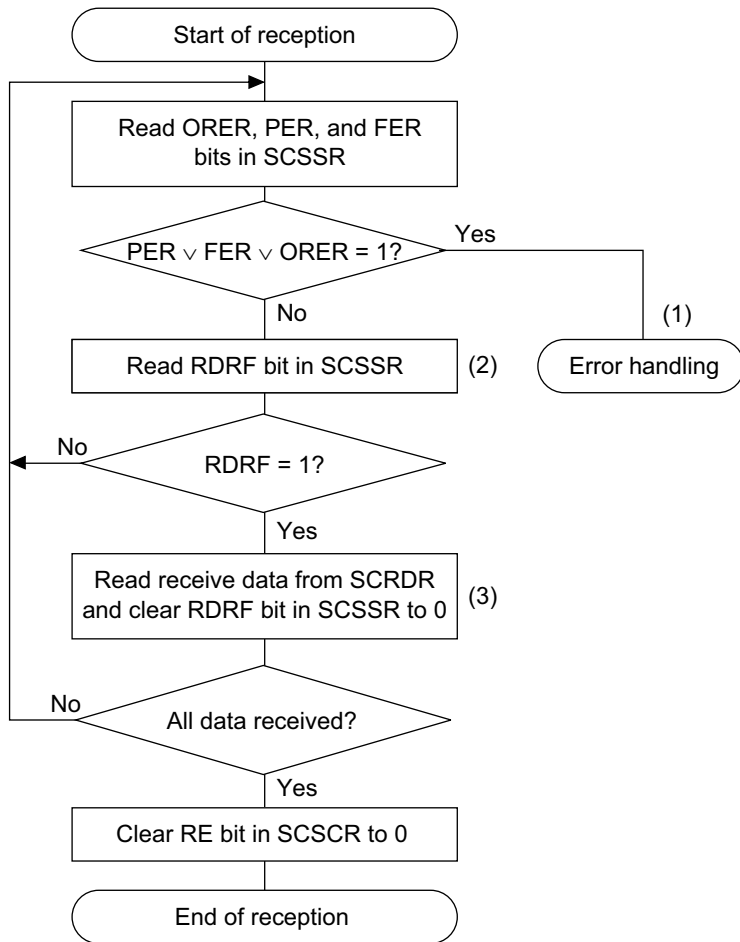 Start of reception
Read ORER, PER, and FER
bits in SCSSR
PER ∨ FER ∨ ORER = 1?
Yes
No
(1)
Error handling
Read RDRF bit in SCSSR
(2)
RDRF = 1?
No
Yes
Read receive data from SCRDR
and clear RDRF bit in SCSSR to 0
(3)
All data received?
No
Yes
Clear RE bit in SCSCR to 0
End of reception